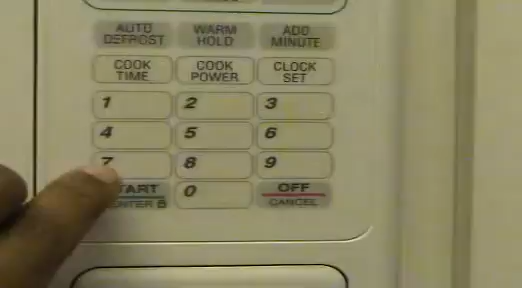 AUTO DEFROST
WARM HOLD
ADD MINUTE
COOK TIME
COOK POWER
CLOCK SET
1 2 3
4 5 6
7 8 9
0
OFF
CANCEL